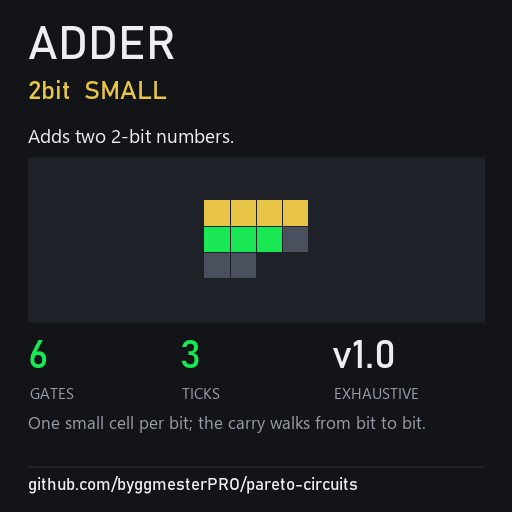 ADDER
2bit SMALL
Adds two 2-bit numbers.
6 3 v1.0
GATES TICKS EXHAUSTIVE
One small cell per bit; the carry walks from bit to bit.
github.com/byggmesterPRO/pareto-circuits